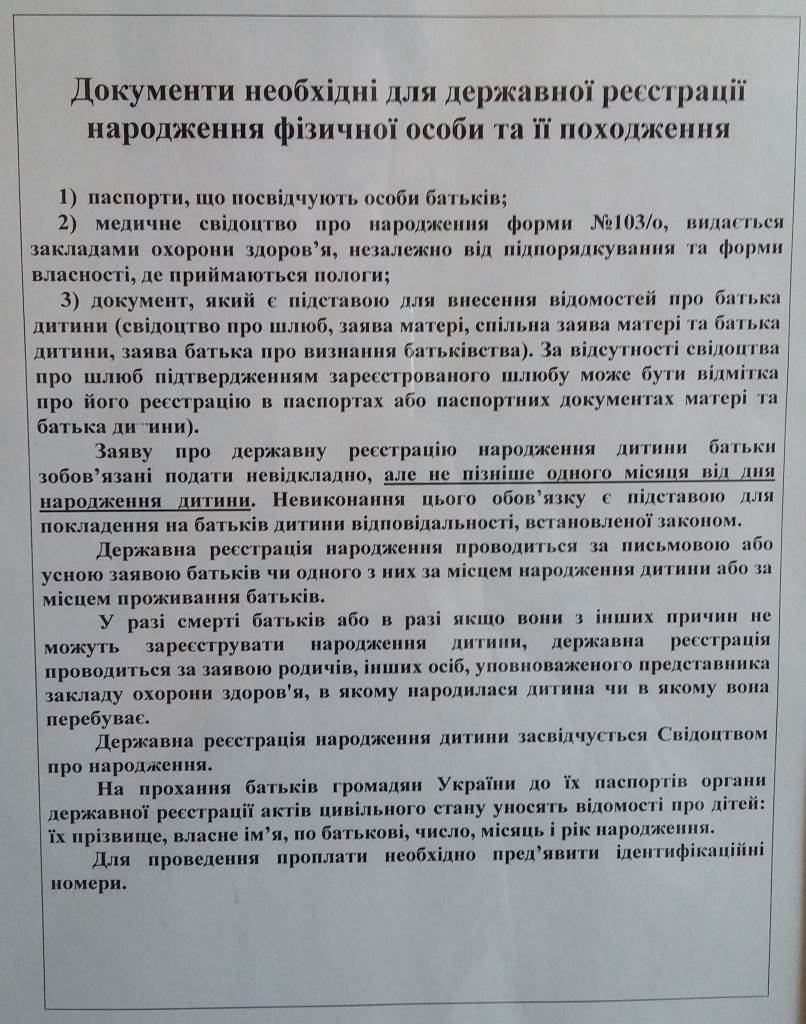 Документи необхідні для державної реєстрації
народження фізичної особи та її походження
1) паспорти, що посвідчують особи батьків;
2) медичне свідоцтво про народження форми №103/о, видається
закладами охорони здоров’я, незалежно від підпорядкування та форми
власності, де приймаються пологи;
3) документ, який є підставою для внесення відомостей про батька
дитини (свідоцтво про шлюб, заява матері, спільна заява матері та батька
дитини, заява батька про визнання батьківства). За відсутності свідоцтва
про шлюб підтвердженням зареєстрованого шлюбу може бути відмітка
про його реєстрацію в паспортах або паспортних документах матері та
батька дитини).
Заяву про державну реєстрацію народження дитини батьки
зобов’язані подати невідкладно, але не пізніше одного місяця від дня
народження дитини. Невиконання цього обов’язку є підставою для
покладення на батьків дитини відповідальності, встановленої законом.
Державна реєстрація народження проводиться за письмовою або
усною заявою батьків чи одного з них за місцем народження дитини або за
місцем проживання батьків.
У разі смерті батьків або в разі якщо вони з інших причин не
можуть зареєструвати народження дитини, державна реєстрація
проводиться за заявою родичів, інших осіб, уповноваженого представника
закладу охорони здоров'я, в якому народилася дитина чи в якому вона
перебуває.
Державна реєстрація народження дитини засвідчується Свідоцтвом
про народження.
На прохання батьків громадян України до їх паспортів органи
державної реєстрації актів цивільного стану уносять відомості про дітей:
їх прізвище, власне ім’я, по батькові, число, місяць і рік народження.
Для проведення проплати необхідно пред’явити ідентифікаційні
номери.